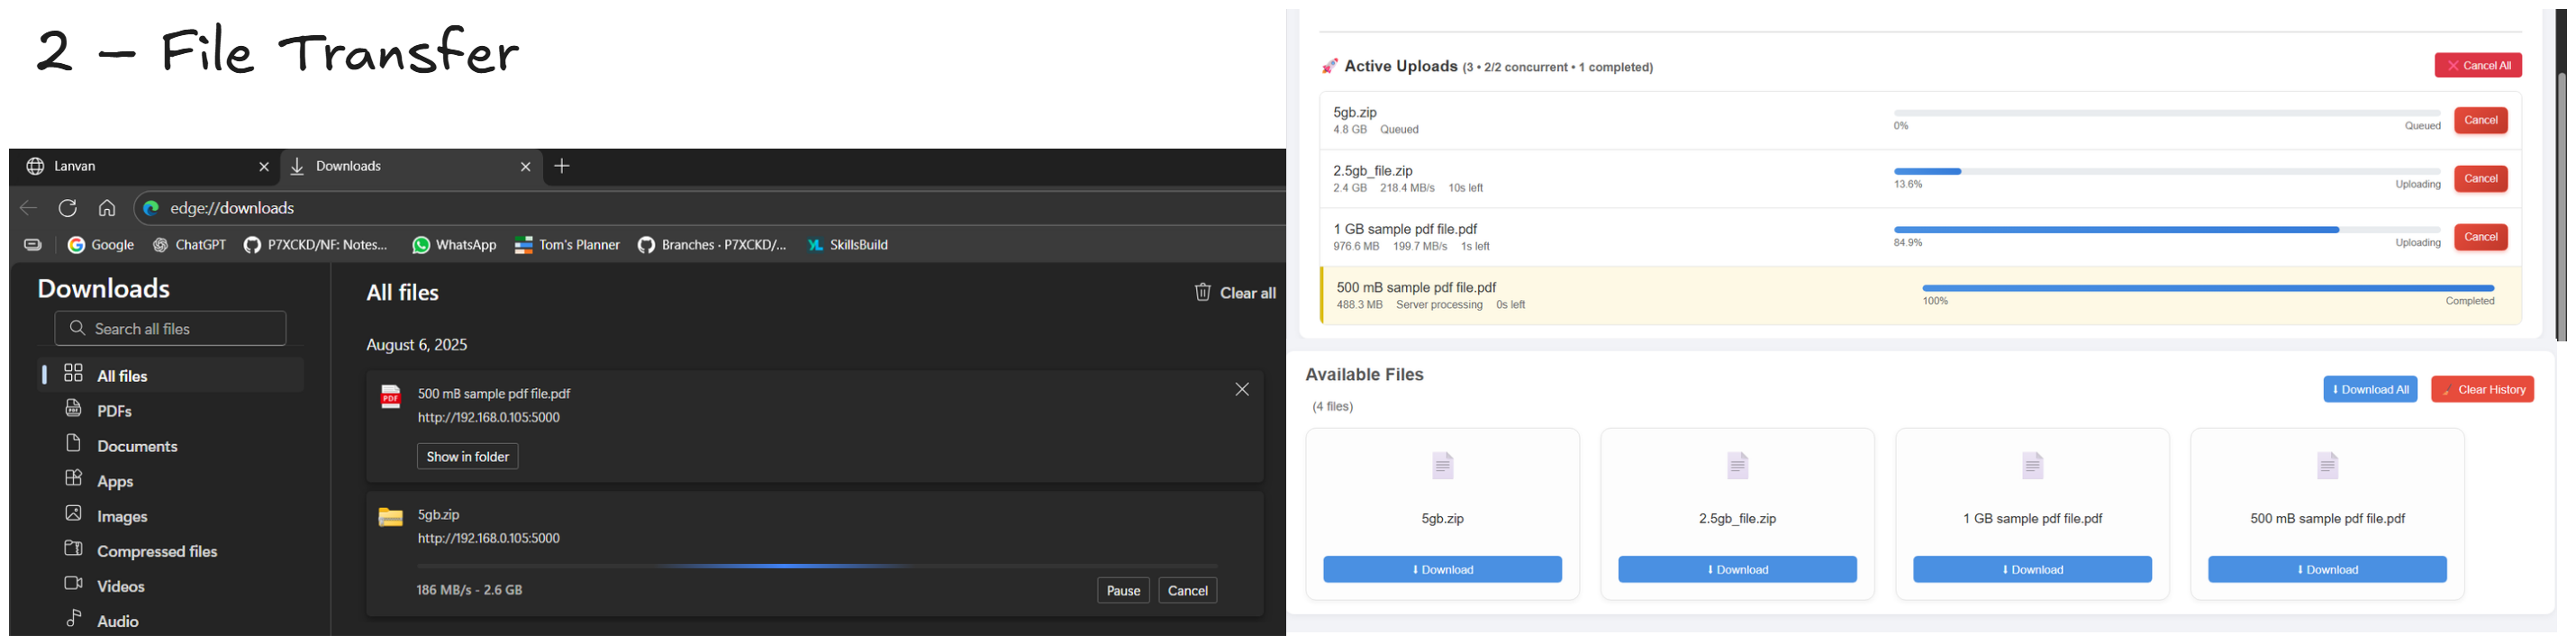 2 – File Transfer
Lanvan
Downloads
edge://downloads
Google
ChatGPT
P7XCKD/NF: Notes...
WhatsApp
Tom's Planner
Branches · P7XCKD/...
SkillsBuild
Downloads
Search all files
All files
PDFs
Documents
Apps
Images
Compressed files
Videos
Audio
All files
Clear all
August 6, 2025
PDF
500 mB sample pdf file.pdf
http://192.168.0.105:5000
Show in folder
5gb.zip
http://192.168.0.105:5000
186 MB/s - 2.6 GB
Pause
Cancel
Active Uploads (3 • 2/2 concurrent • 1 completed)
Cancel All
5gb.zip
4.8 GB Queued
0%
Queued
Cancel
2.5gb_file.zip
2.4 GB 218.4 MB/s 10s left
13.6%
Uploading
Cancel
1 GB sample pdf file.pdf
976.6 MB 199.7 MB/s 1s left
84.9%
Uploading
Cancel
500 mB sample pdf file.pdf
488.3 MB Server processing 0s left
100%
Completed
Available Files
(4 files)
Download All
Clear History
5gb.zip
Download
2.5gb_file.zip
Download
1 GB sample pdf file.pdf
Download
500 mB sample pdf file.pdf
Download